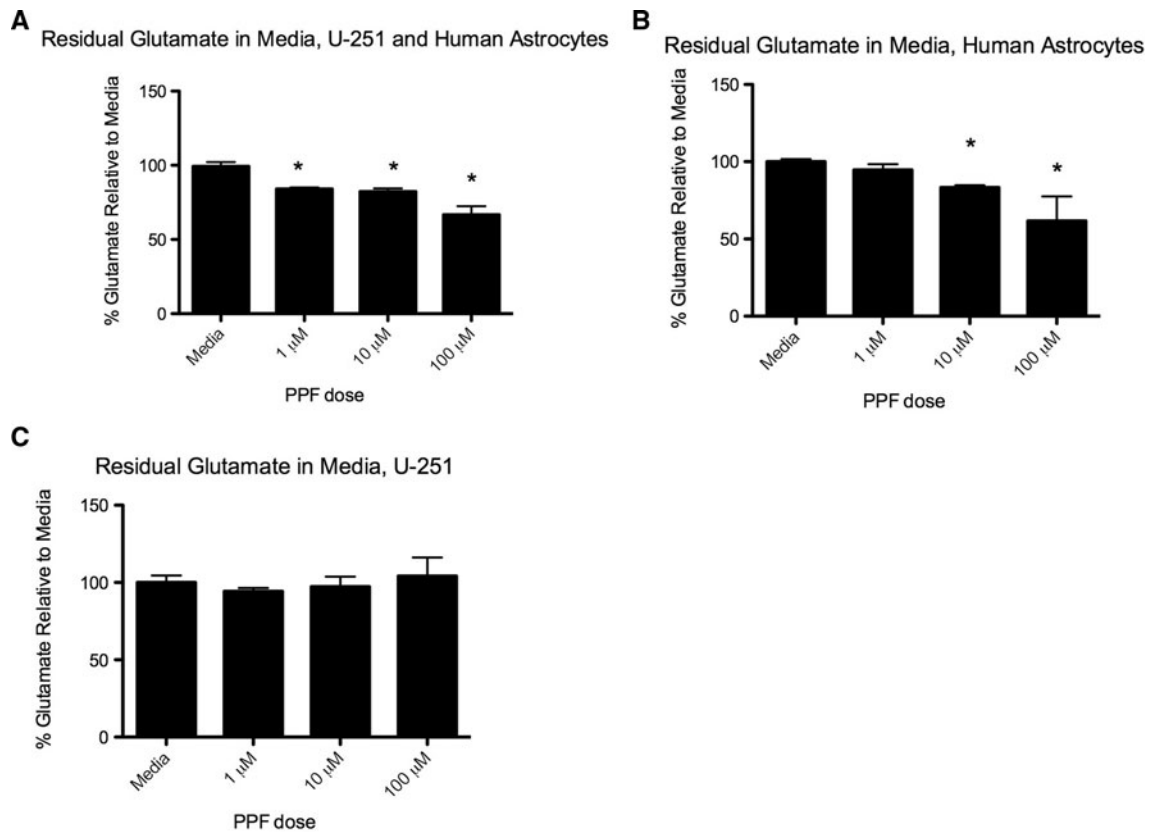 A
Residual Glutamate in Media, U-251 and Human Astrocytes
% Glutamate Relative to Media
150
100
50
0
* * *
Media 1 μM 10 μM 100 μM
PPF dose
B
Residual Glutamate in Media, Human Astrocytes
% Glutamate Relative to Media
150
100
50
0
* *
Media 1 μM 10 μM 100 μM
PPF dose
C
Residual Glutamate in Media, U-251
% Glutamate Relative to Media
150
100
50
0
Media 1 μM 10 μM 100 μM
PPF dose